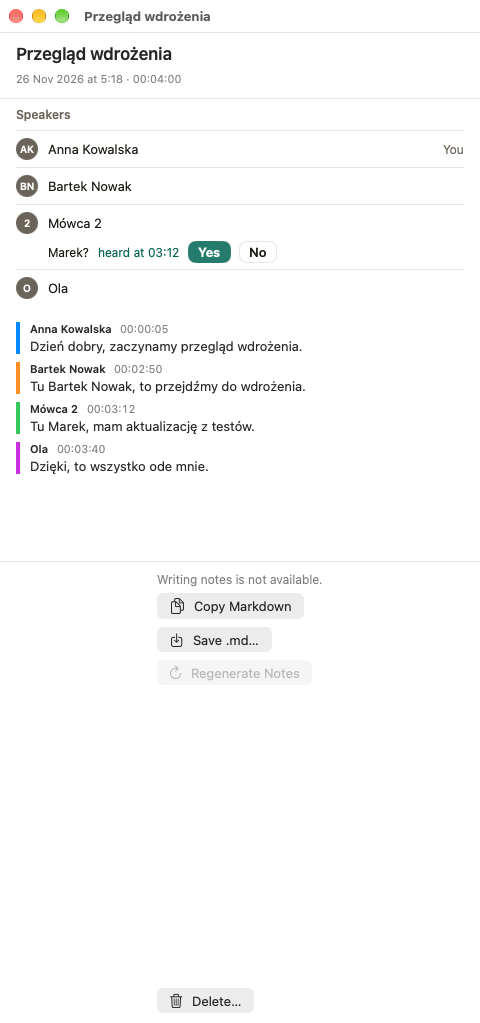 Przegląd wdrożenia
Przegląd wdrożenia
26 Nov 2026 at 5:18 · 00:04:00
Speakers
AK Anna Kowalska You
BN Bartek Nowak
2 Mówca 2
Marek? heard at 03:12 Yes No
O Ola
Anna Kowalska 00:00:05
Dzień dobry, zaczynamy przegląd wdrożenia.
Bartek Nowak 00:02:50
Tu Bartek Nowak, to przejdźmy do wdrożenia.
Mówca 2 00:03:12
Tu Marek, mam aktualizację z testów.
Ola 00:03:40
Dzięki, to wszystko ode mnie.
Writing notes is not available.
Copy Markdown
Save .md...
Regenerate Notes
Delete...